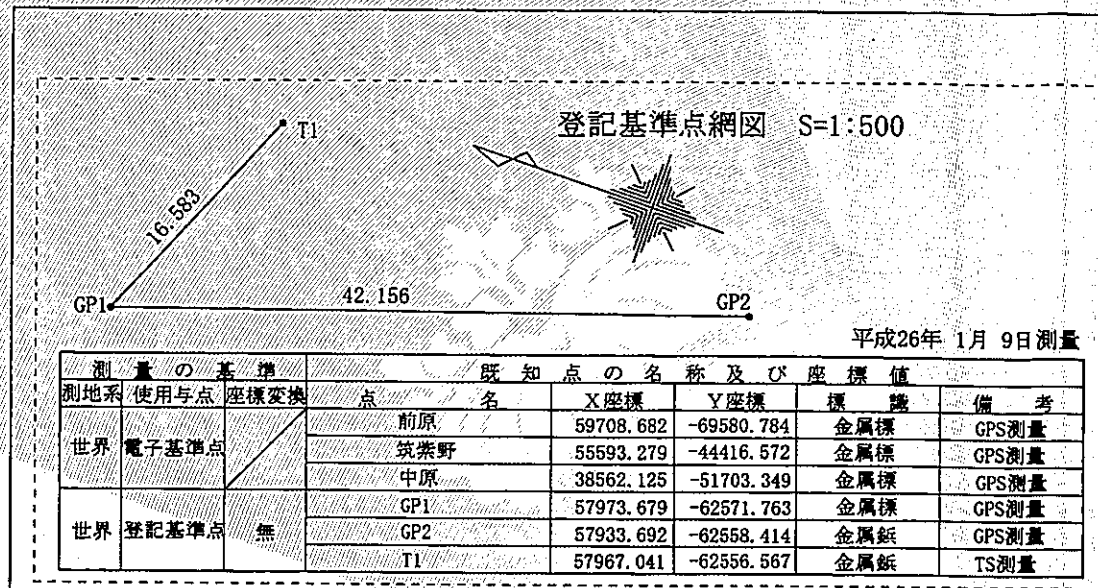 登記基準点網図 S=1:500
T1
16.583
GP1
42.156
GP2
平成26年 1月 9日測量
測量の基準 既知点の名称及び座標値
測地系 使用与点 座標変換 点名 X座標 Y座標 標識 備考
世界 電子基準点 前原 59708.682 -69580.784 金属標 GPS測量
筑紫野 55593.279 -44416.572 金属標 GPS測量
中原 38562.125 -51703.349 金属標 GPS測量
世界 登記基準点 無 GP1 57973.679 -62571.763 金属標 GPS測量
GP2 57933.692 -62558.414 金属鋲 GPS測量
T1 57967.041 -62556.567 金属鋲 TS測量